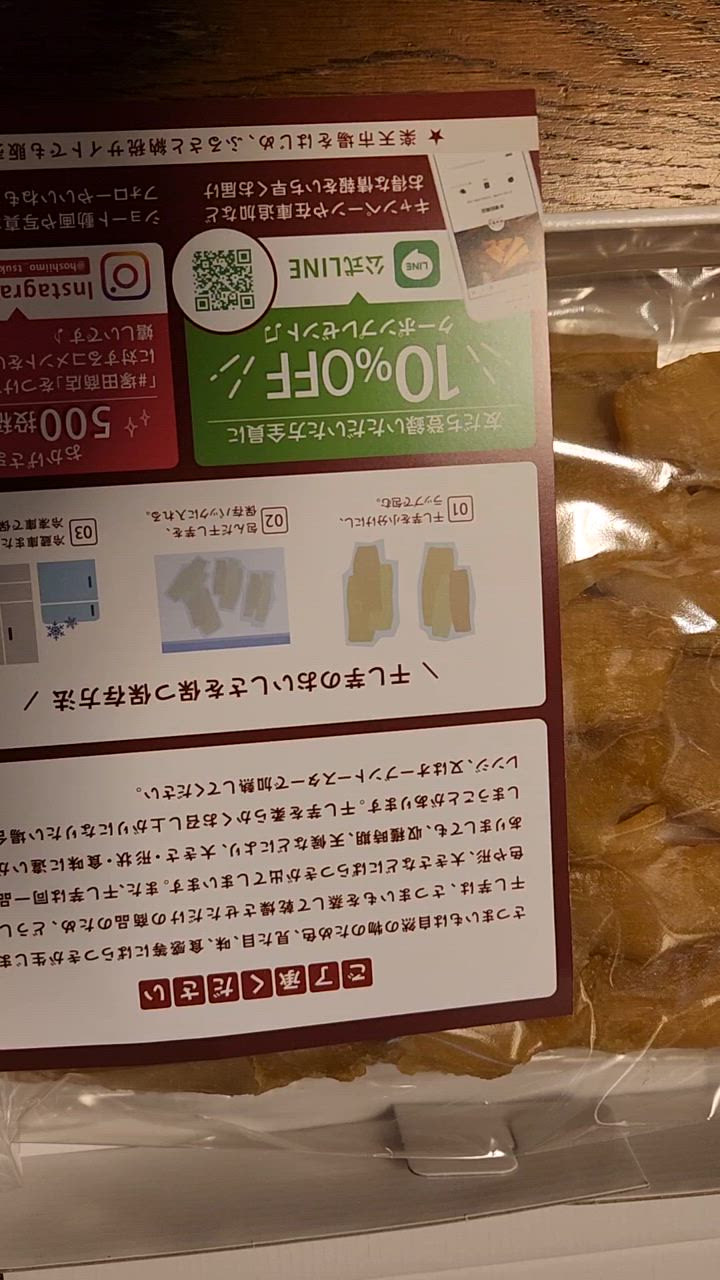 ご了承ください
さつまいもは自然の物のため色、見た目、味、食感等にばらつきが生じま
干し芋は、さつまいもを蒸して乾燥させただけの商品のため、どうし
色や形、大きさなどにばらつきが出てしまいます。また、干し芋は同一品
ありましても、収穫時期、天候などにより、大きさ・形状・食味に違いが
しまうことがあります。干し芋を柔らかくお召し上がりになりたい場合
レンジ、又はオーブントースターで加熱してください。
\ 干し芋のおいしさを保つ保存方法 /
01 干し芋を小分けにし、
ラップで包む。
02 包んだ干し芋を、
保存パックに入れる。
03 冷蔵庫また
冷凍庫で保
友だち登録いただいた方全員に
10%OFF
クーポンプレゼント♫
LINE 公式LINE
キャンペーンや在庫追加など
お得な情報をいち早くお届け
おかげさま
500投稿
「#塚田商店」をつけ
に対するコメントをい
嬉しいです♪
Instagra
@hoshiimo_tsuk
ショート動画や写真
フォローやいいねも
★ 楽天市場をはじめ、ふるさと納税サイトでも販売